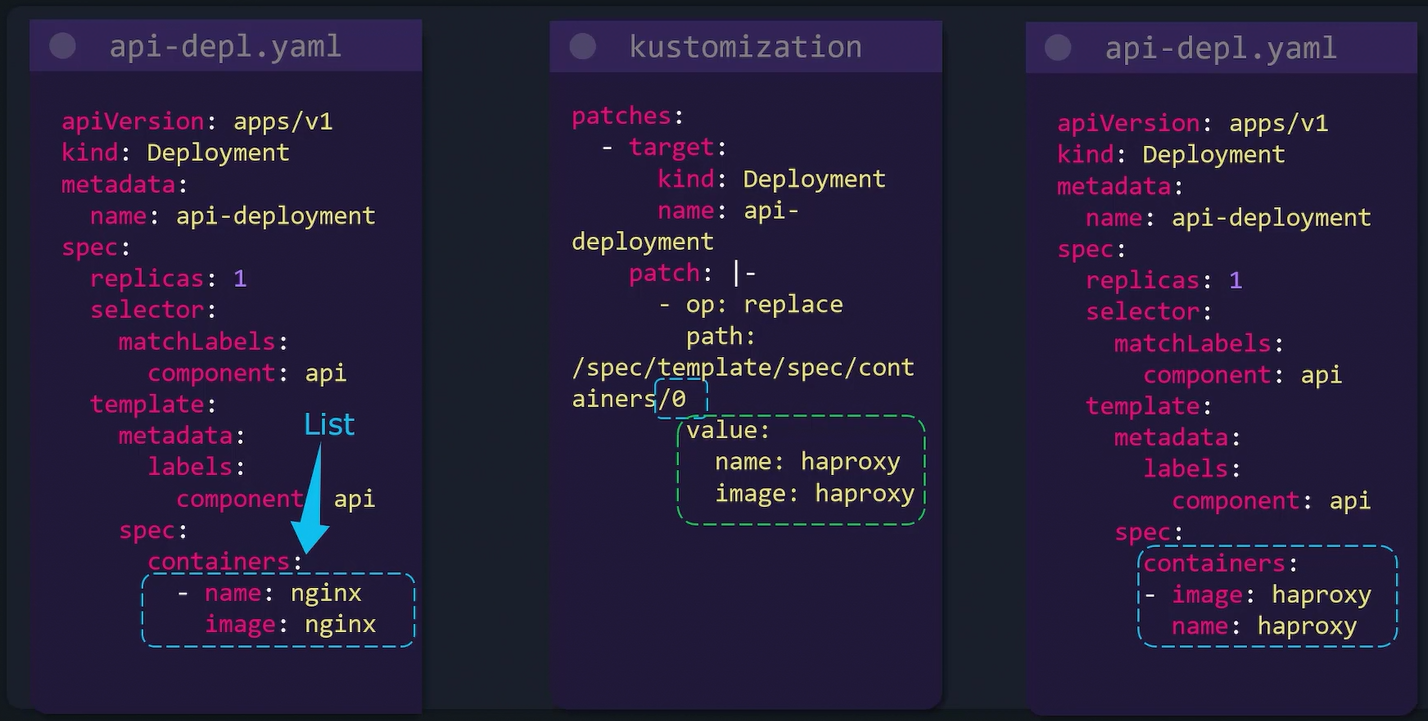 api-depl.yaml
apiVersion: apps/v1
kind: Deployment
metadata:
  name: api-deployment
spec:
  replicas: 1
  selector:
    matchLabels:
      component: api
  template:
    metadata:
      labels:
        component api
    spec:
      containers:
        - name: nginx
          image: nginx
List
kustomization
patches:
  - target:
      kind: Deployment
      name: api-
deployment
    patch: |-
      - op: replace
        path:
/spec/template/spec/cont
ainers/0
        value:
          name: haproxy
          image: haproxy
api-depl.yaml
apiVersion: apps/v1
kind: Deployment
metadata:
  name: api-deployment
spec:
  replicas: 1
  selector:
    matchLabels:
      component: api
  template:
    metadata:
      labels:
        component: api
    spec:
      containers:
      - image: haproxy
        name: haproxy